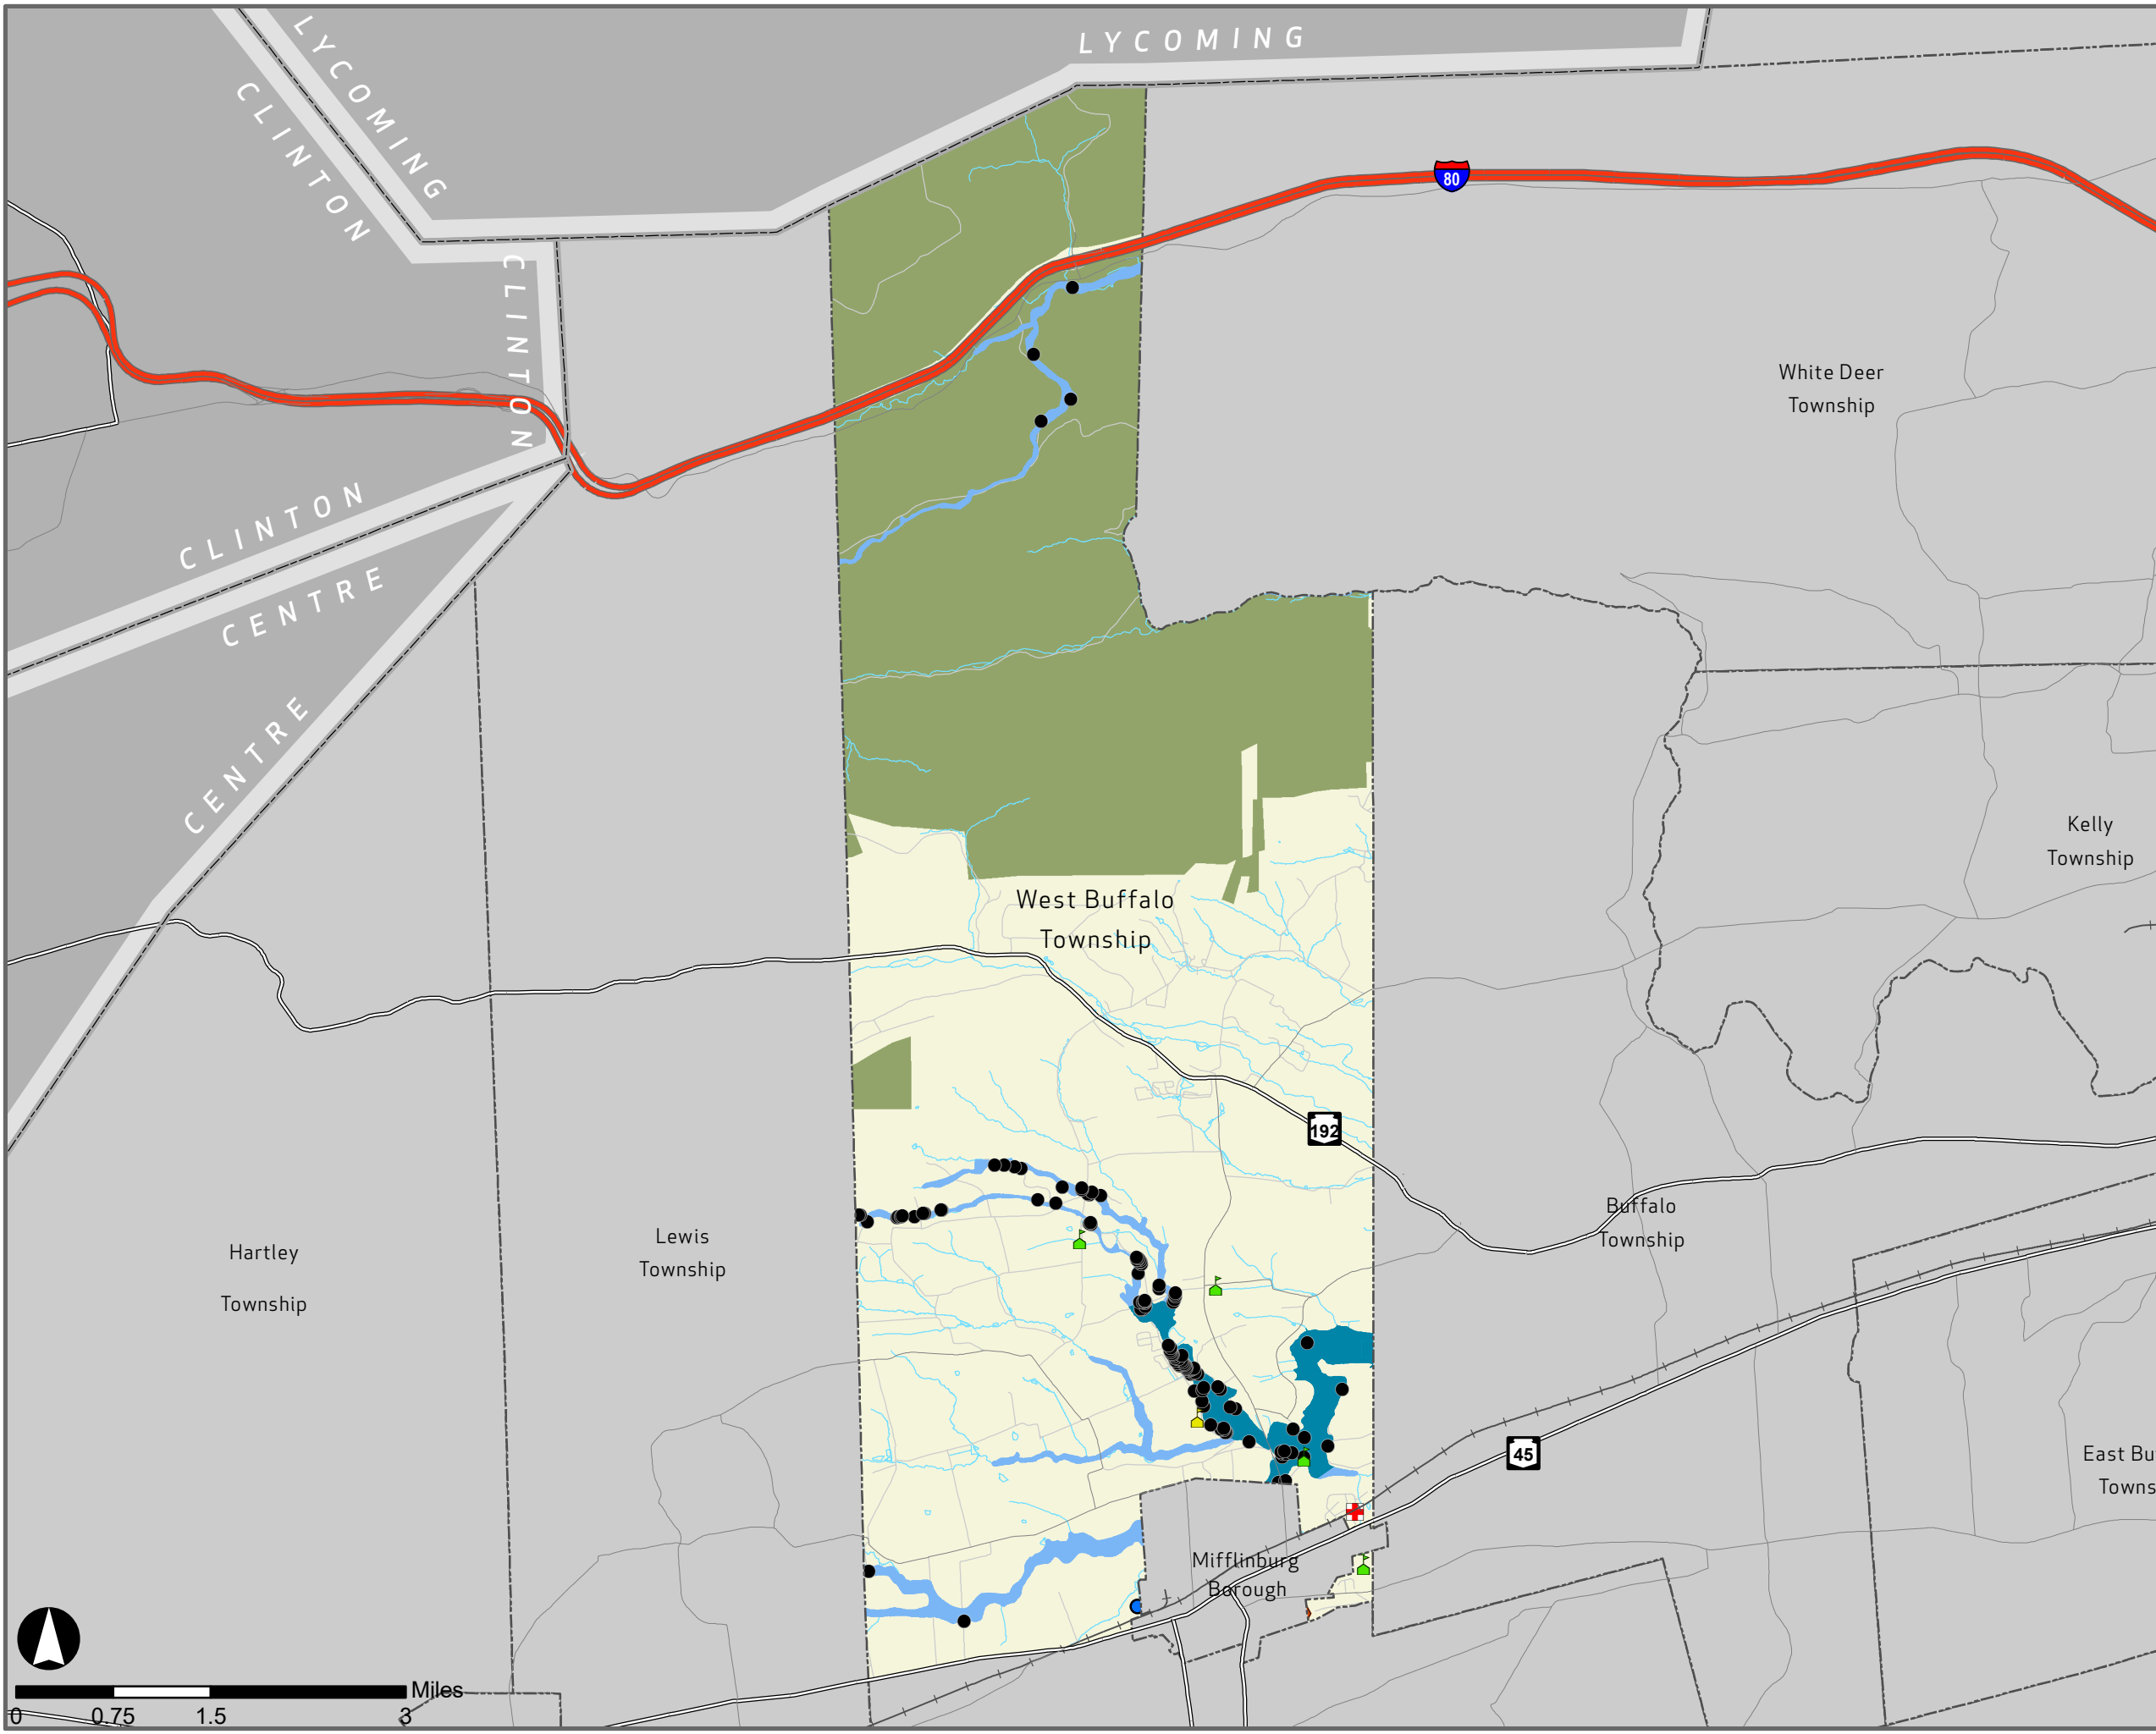 LYCOMING
LYCOMING
CLINTON
CLINTON
80
White Deer
Township
CLINTON
CENTRE
CENTRE
Kelly
Township
West Buffalo
Township
192
Buffalo
Township
Lewis
Township
Hartley
Township
45
East Bu
Towns
Mifflinburg
Borough
Miles
0
0.75
1.5
3